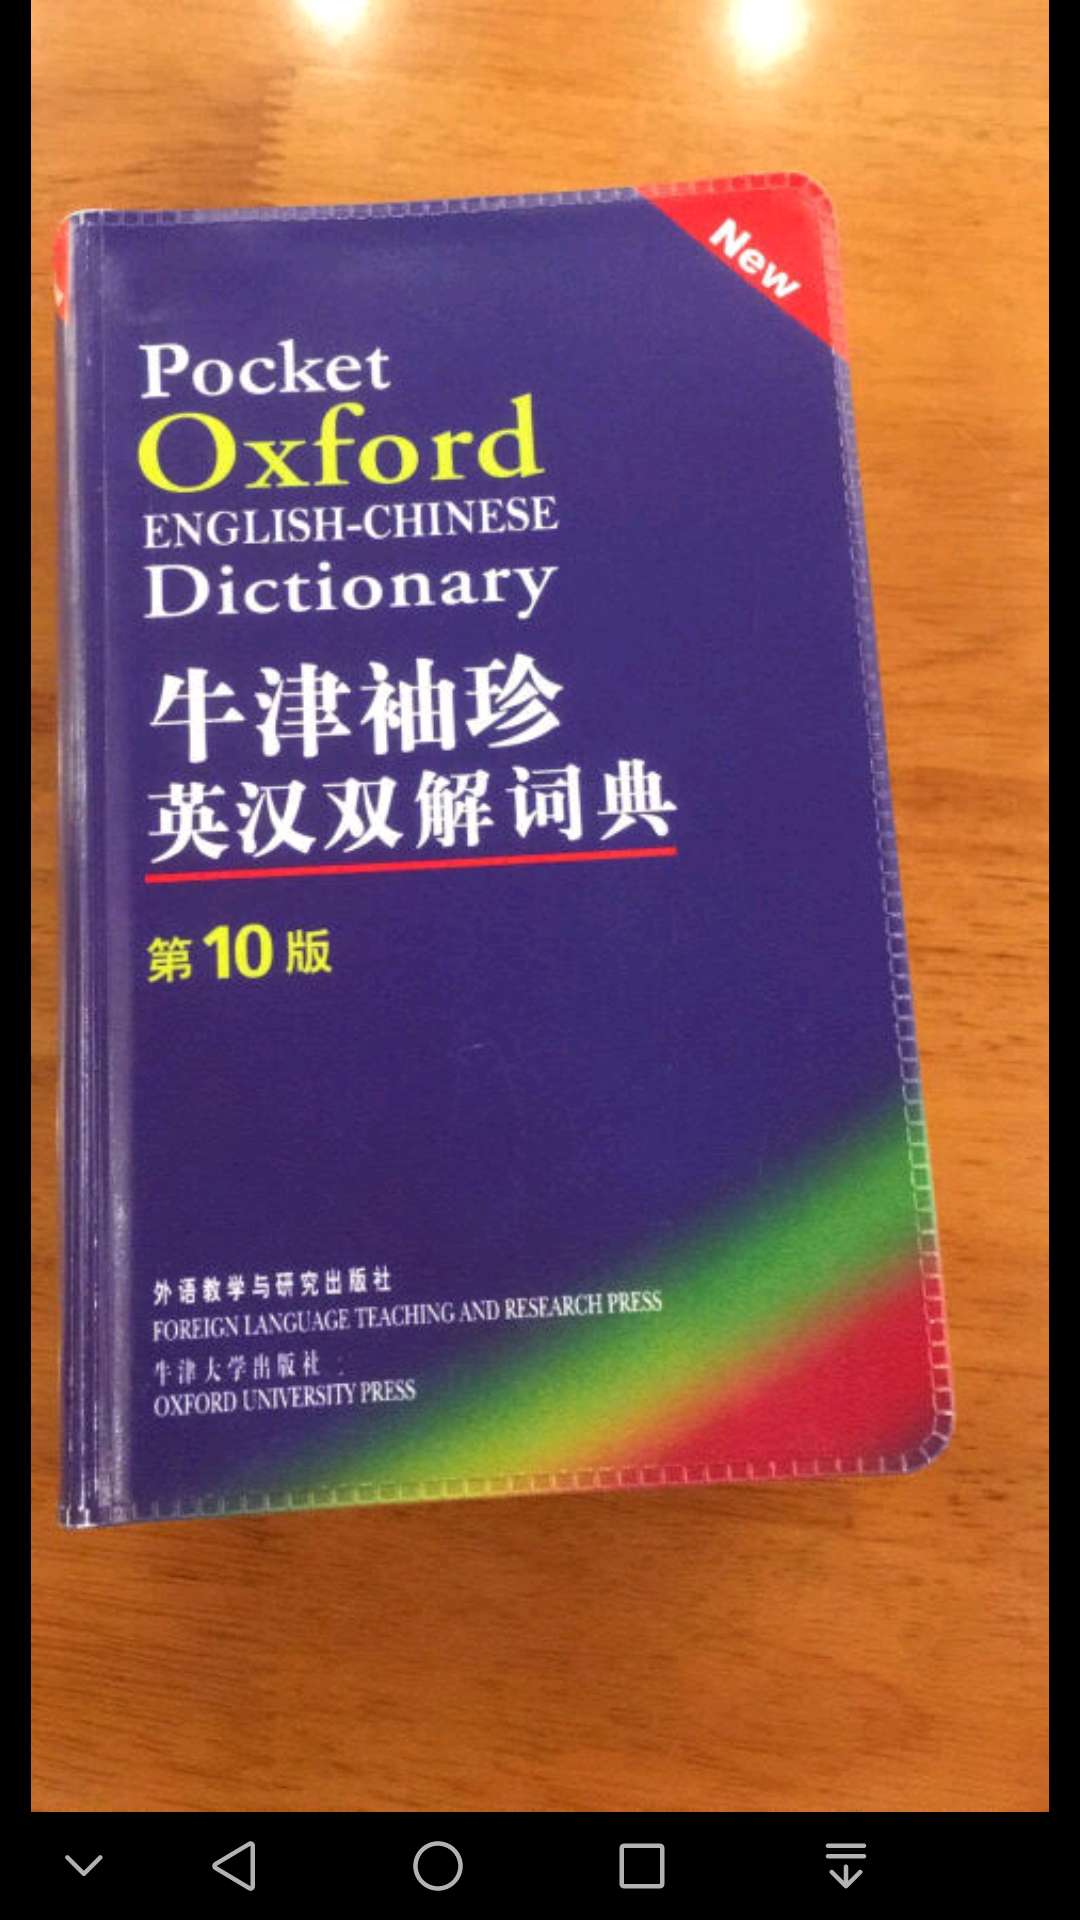 New
Pocket
Oxford
ENGLISH-CHINESE
Dictionary
牛津袖珍
英汉双解词典
第10版
外语教学与研究出版社
FOREIGN LANGUAGE TEACHING AND RESEARCH PRESS
牛津大学出版社
OXFORD UNIVERSITY PRESS